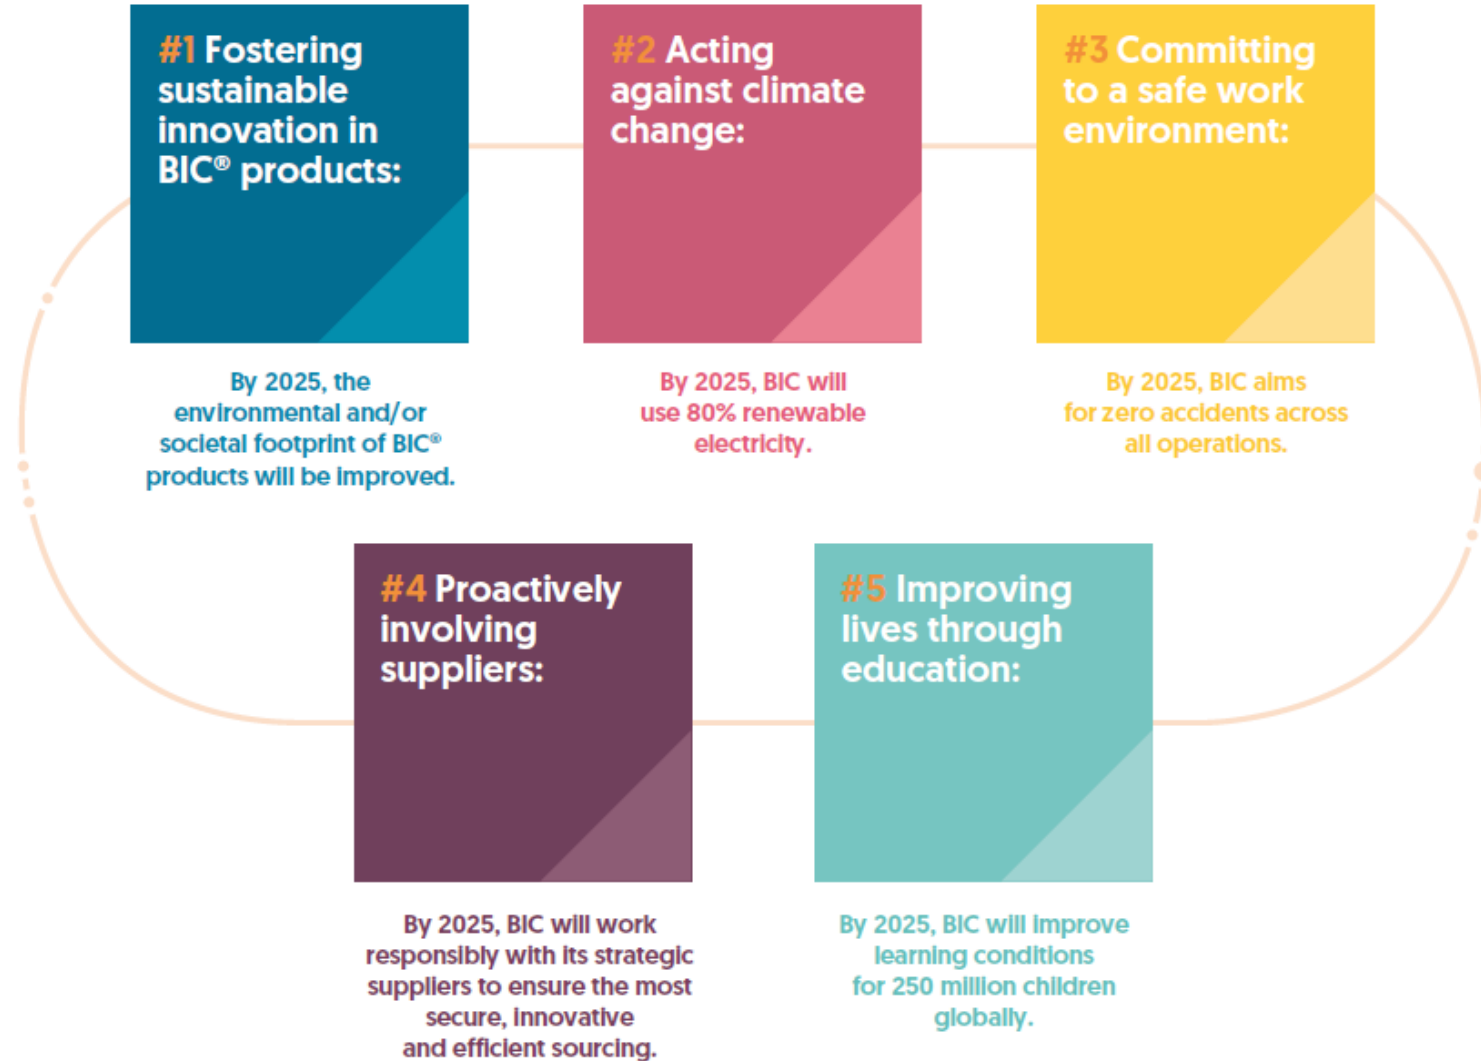 #1 Fostering
sustainable
innovation in
BIC® products:
By 2025, the
environmental and/or
societal footprint of BIC®
products will be improved.
#2 Acting
against climate
change:
By 2025, BIC will
use 80% renewable
electricity.
#3 Committing
to a safe work
environment:
By 2025, BIC aims
for zero accidents across
all operations.
#4 Proactively
involving
suppliers:
By 2025, BIC will work
responsibly with its strategic
suppliers to ensure the most
secure, innovative
and efficient sourcing.
#5 Improving
lives through
education:
By 2025, BIC will improve
learning conditions
for 250 million children
globally.